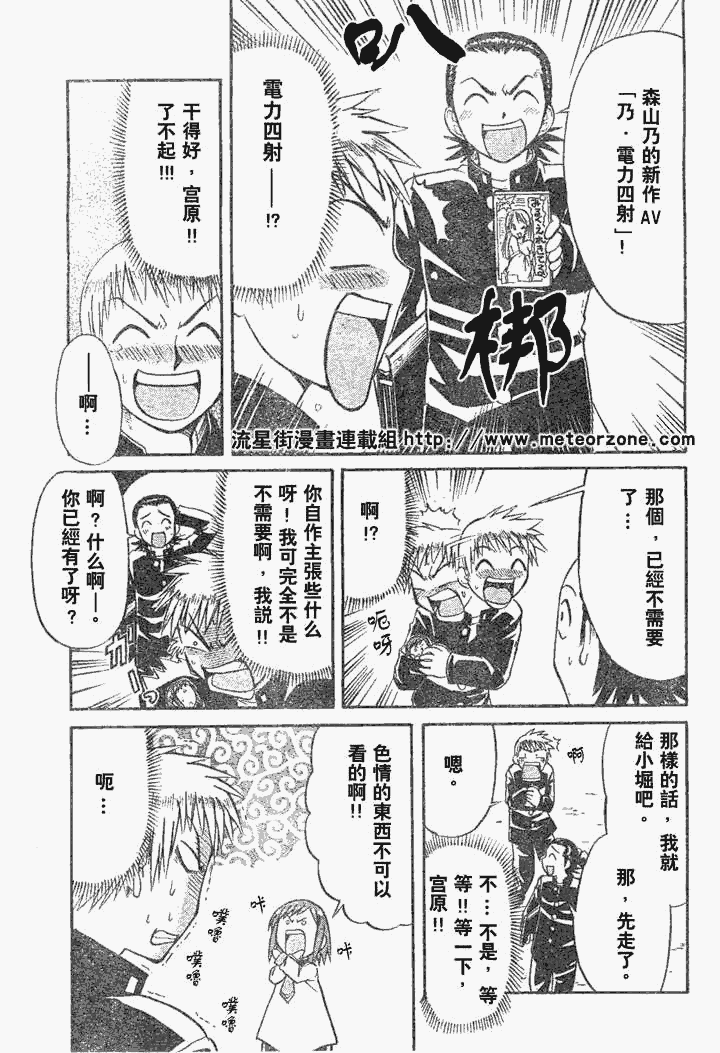 叭
森山乃的新作AV
「乃．電力四射」！
電力四射——
!?
梆
干得好，宮原!!
了不起!!!
——啊…
流星街漫畫連載組 http://www.meteorzone.com
那個，已經不需要
了…
啊!?
呃呀
你自作主張些什么
呀！我可完全不是
不需要啊，我説!!
啊？什么啊——。
你已經有了呀？
那樣的話，我就
給小堀吧。
那，先走了。
啊
嗯。
不…不是，等
等!!等一下，
宮原!!
色情的東西不可以
看的啊!!
咔
咔
噗嚕
噗嚕
噗嚕
呃…